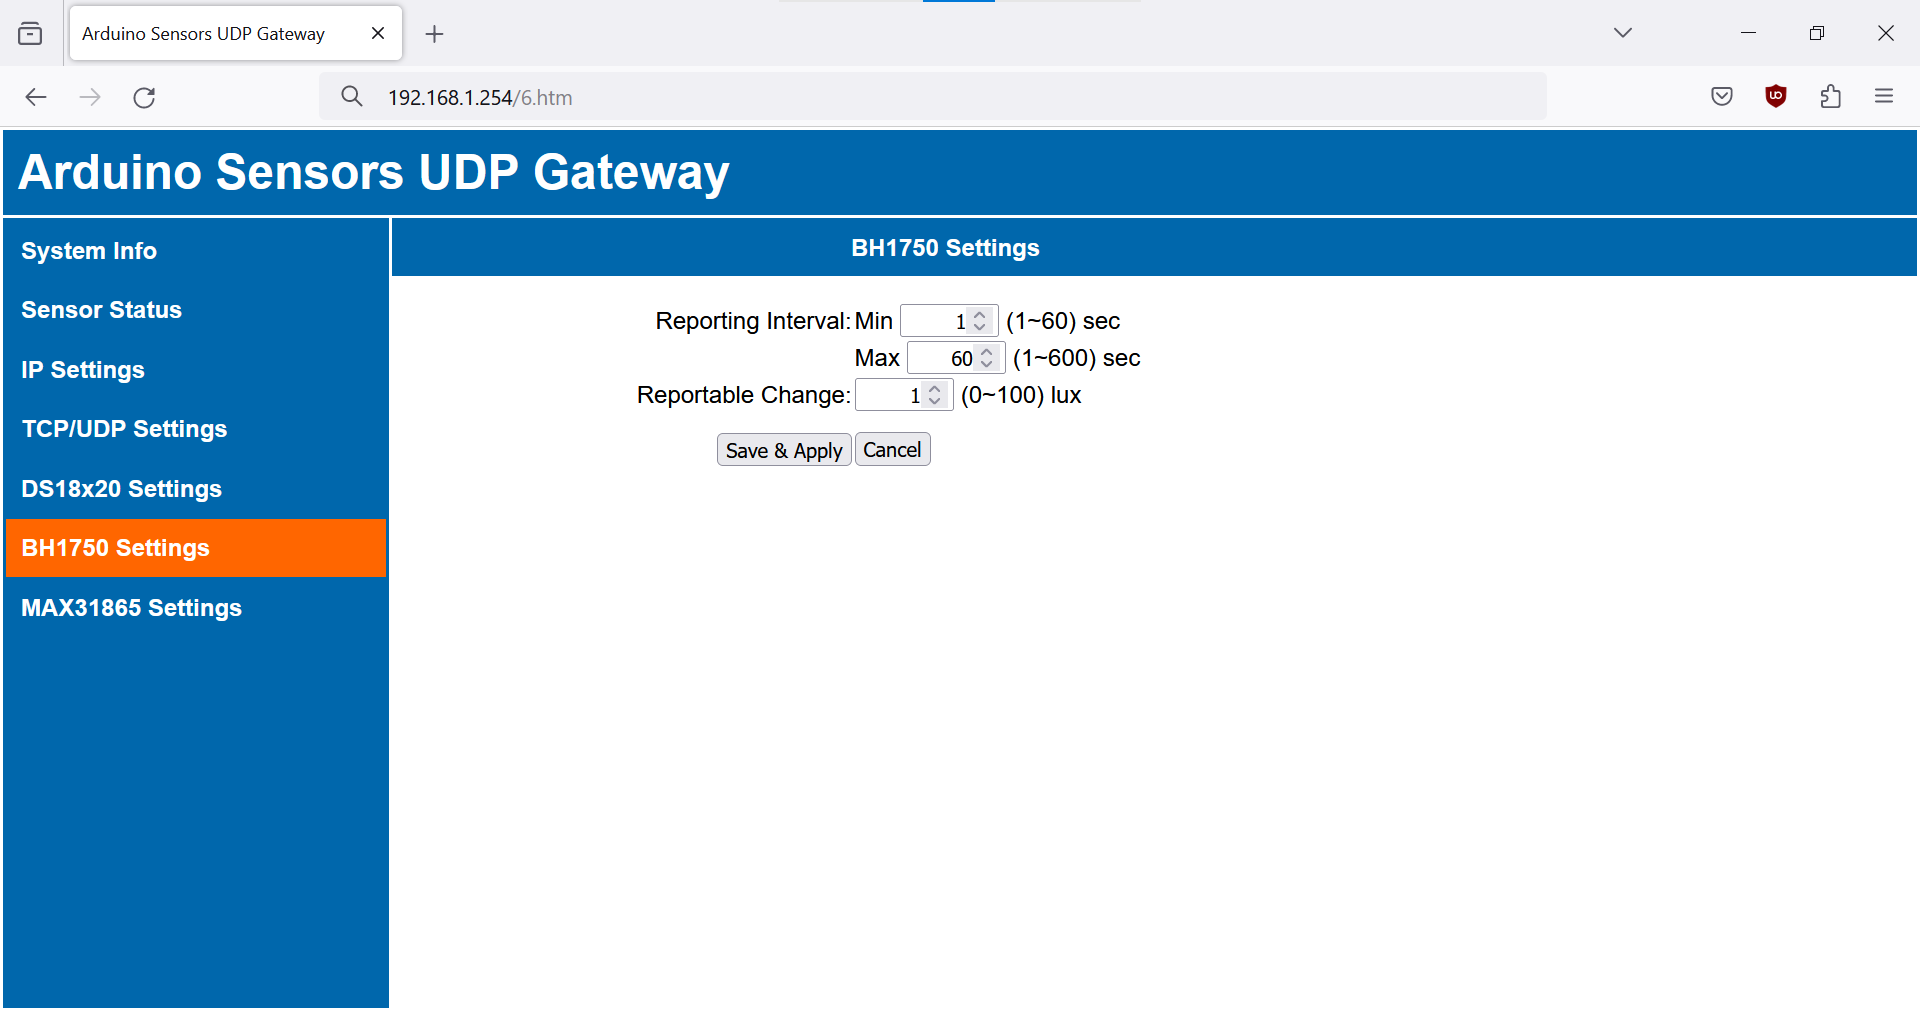 Arduino Sensors UDP Gateway
192.168.1.254/6.htm
Arduino Sensors UDP Gateway
System Info
Sensor Status
IP Settings
TCP/UDP Settings
DS18x20 Settings
BH1750 Settings
MAX31865 Settings
BH1750 Settings
Reporting Interval: Min 1 (1~60) sec
Max 60 (1~600) sec
Reportable Change: 1 (0~100) lux
Save & Apply Cancel